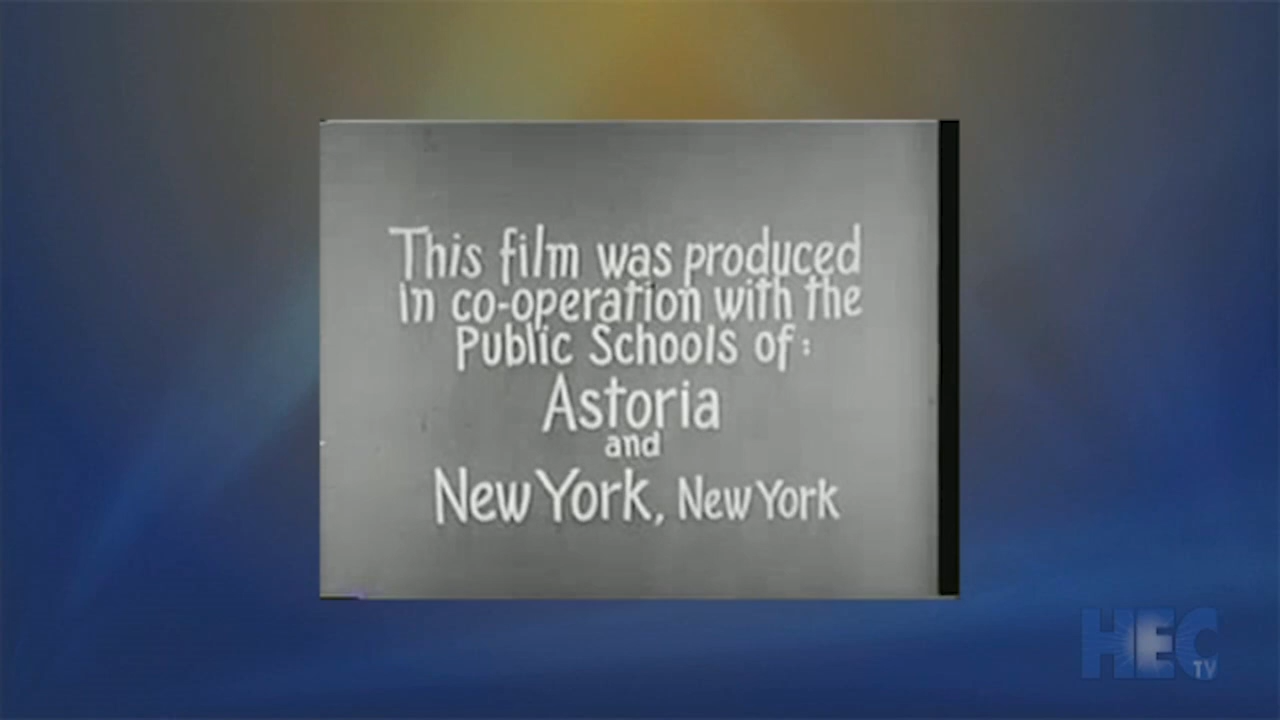 This film was produced
in co-operation with the
Public Schools of:
Astoria
and
New York, New York
HEC
TV